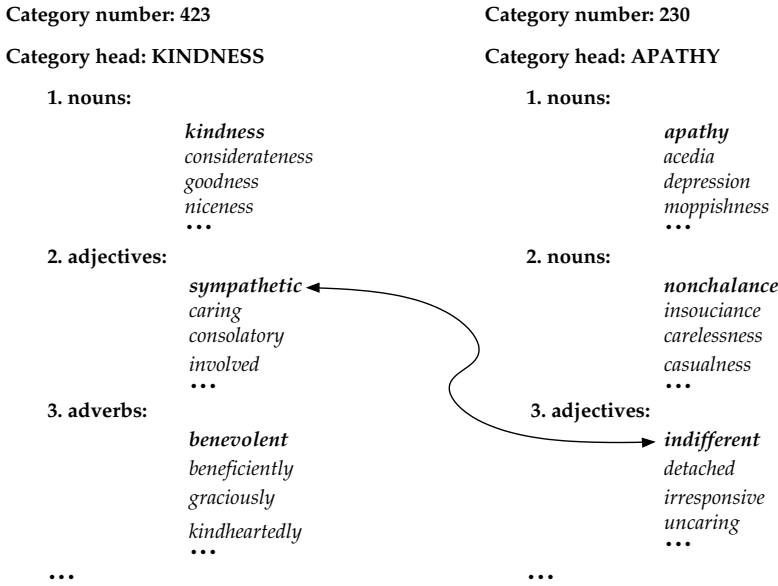 Category number: 423
Category head: KINDNESS
1. nouns:
kindness
considerateness
goodness
niceness
...
2. adjectives:
sympathetic
caring
consolatory
involved
...
3. adverbs:
benevolent
beneficiently
graciously
kindheartedly
...
...
Category number: 230
Category head: APATHY
1. nouns:
apathy
acedia
depression
moppishness
...
2. nouns:
nonchalance
insouciance
carelessness
casualness
...
3. adjectives:
indifferent
detached
irresponsive
uncaring
...
...